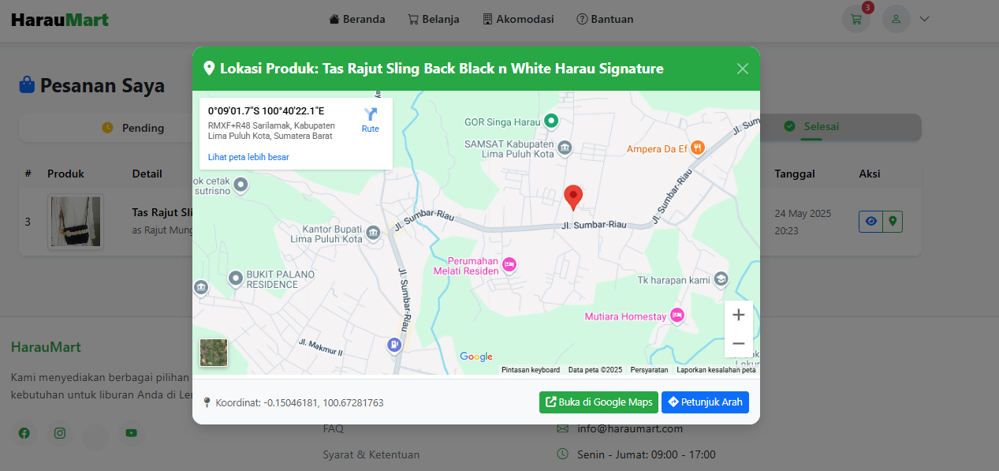 HarauMart
Beranda
Belanja
Akomodasi
Bantuan
3
Lokasi Produk: Tas Rajut Sling Back Black n White Harau Signature
Pesanan Saya
Pending
Selesai
# Produk Detail
Tanggal Aksi
3
Tas Rajut Sli
as Rajut Mung
24 May 2025
20:23
0°09'01.7"S 100°40'22.1"E
RMXF+R48 Sarilamak, Kabupaten
Lima Puluh Kota, Sumatera Barat
Lihat peta lebih besar
Rute
GOR Singa Harau
SAMSAT Kabupaten
Lima Puluh Kota
Ampera Da Ef
Jl. Sum
ok cetak
sutrisno
Jl. Sumbar-Riau
Jl. Sumbar-Riau
Jl. Sumbar-Riau
Kantor Bupati
Lima Puluh Kota
Perumahan
Melati Residen
BUKIT PALANO
RESIDENCE
Jl. Sumbar-Riau
Tk harapan kami
Mutiara Homestay
Jl. Makmur II
+
−
Google
Pintasan keyboard
Data peta ©2025
Persyaratan
Laporkan kesalahan peta
Koordinat: -0.15046181, 100.67281763
Buka di Google Maps
Petunjuk Arah
HarauMart
Kami menyediakan berbagai pilihan
kebutuhan untuk liburan Anda di Le
FAQ
Syarat & Ketentuan
info@haraumart.com
Senin - Jumat: 09:00 - 17:00